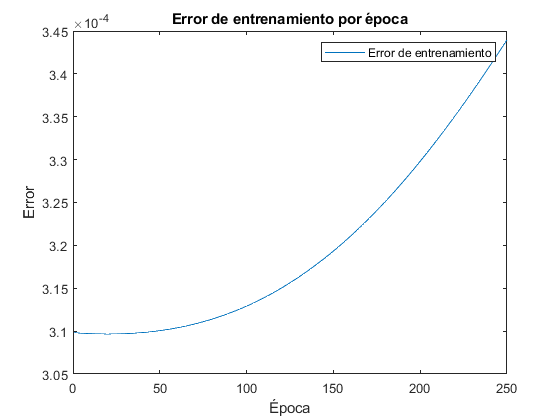 Error de entrenamiento por época
×10⁻⁴
3.45
3.4
3.35
3.3
3.25
3.2
3.15
3.1
3.05
Error
Error de entrenamiento
0 50 100 150 200 250
Época